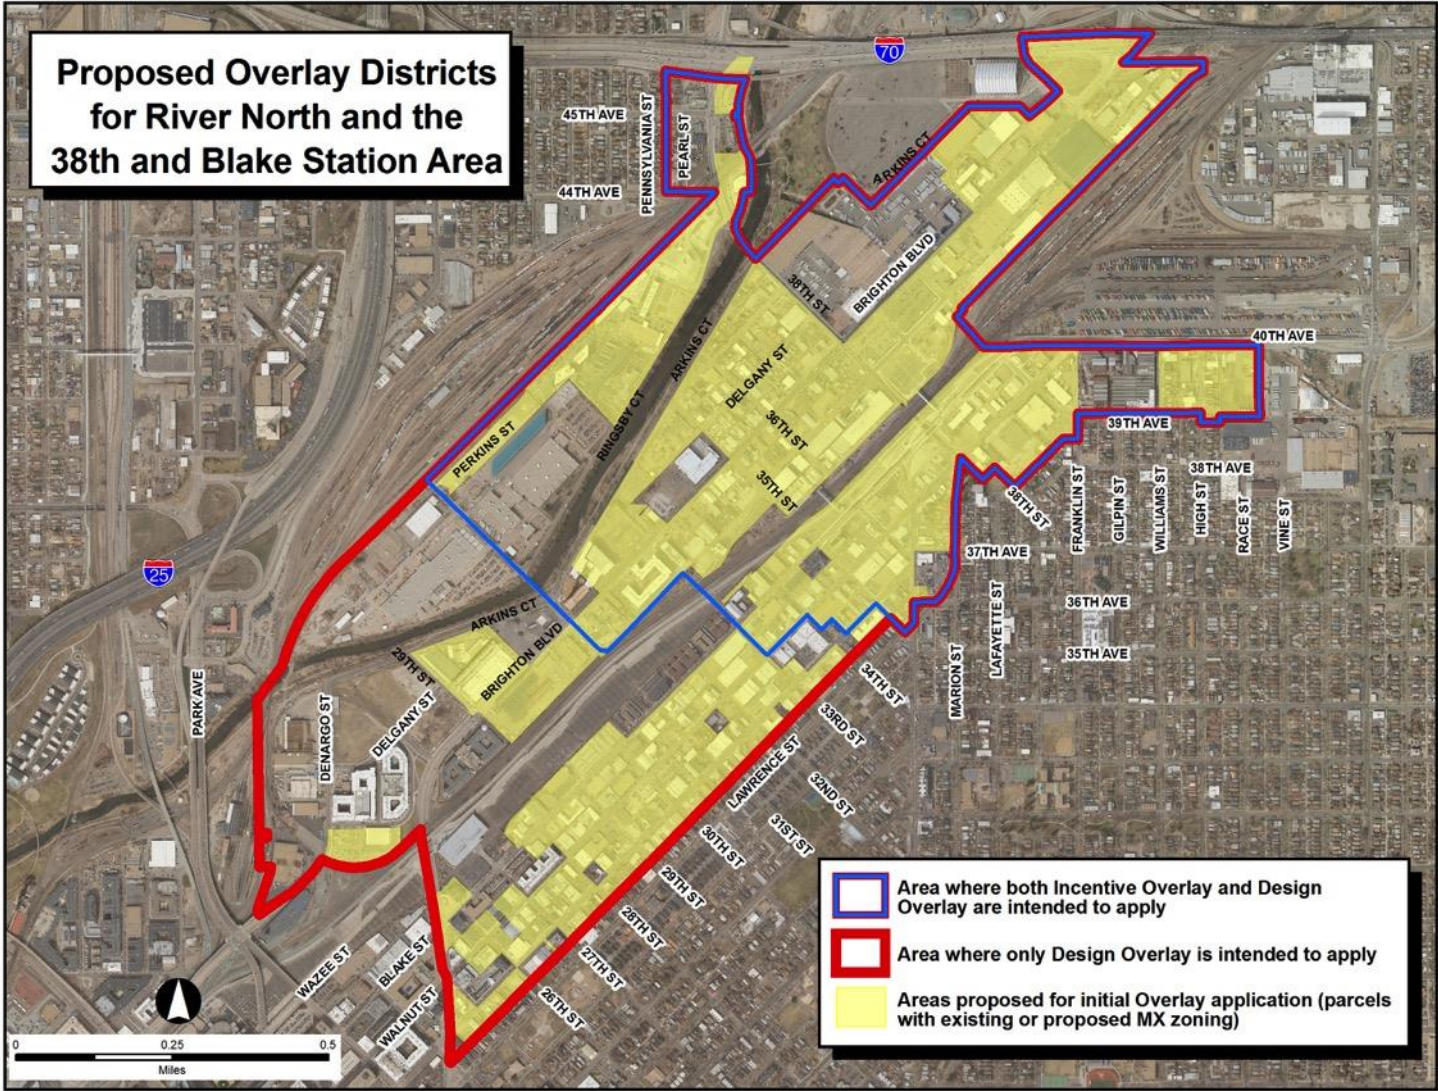 Proposed Overlay Districts
for River North and the
38th and Blake Station Area
70
45TH AVE
PENNSYLVANIA ST
PEARL ST
44TH AVE
ARKINS CT
BRIGHTON BLVD
38TH ST
40TH AVE
ARKINS CT
DELGANY ST
RINGSBY CT
36TH ST
39TH AVE
PERKINS ST
35TH ST
38TH AVE
38TH ST
FRANKLIN ST
GILPIN ST
WILLIAMS ST
HIGH ST
RACE ST
VINE ST
37TH AVE
25
LAFAYETTE ST
36TH AVE
ARKINS CT
35TH AVE
BRIGHTON BLVD
29TH ST
MARION ST
34TH ST
PARK AVE
DENARGO ST
DELGANY ST
33RD ST
LAWRENCE ST
32ND ST
31ST ST
30TH ST
29TH ST
28TH ST
27TH ST
26TH ST
WAZEE ST
BLAKE ST
WALNUT ST
Area where both Incentive Overlay and Design
Overlay are intended to apply
Area where only Design Overlay is intended to apply
Areas proposed for initial Overlay application (parcels
with existing or proposed MX zoning)
0 0.25 0.5
Miles